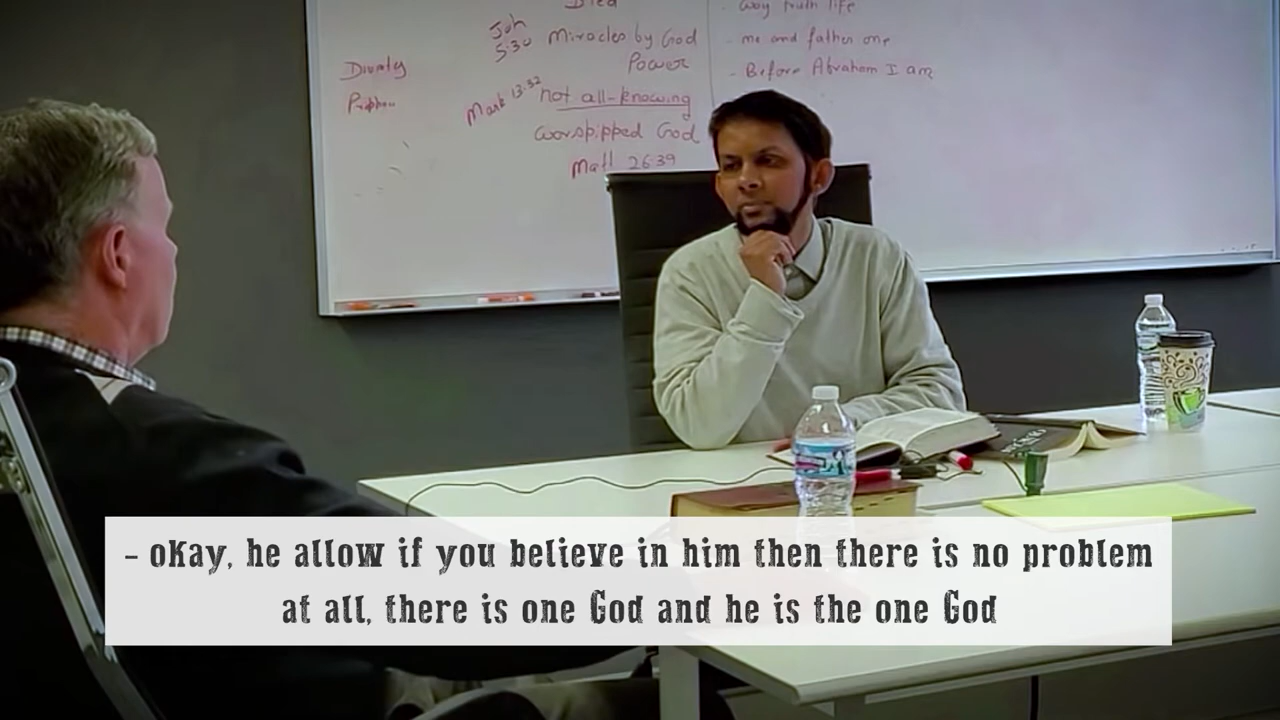 Died
Joh
5:30
miracles by God
Power
Mark 13:32
not all-knowing
worspipped God
Matt 26:39
Divinity
- way truth life
- me and father one
- Before Abraham I am
- okay, he allow if you believe in him then there is no problem
at all, there is one God and he is the one God